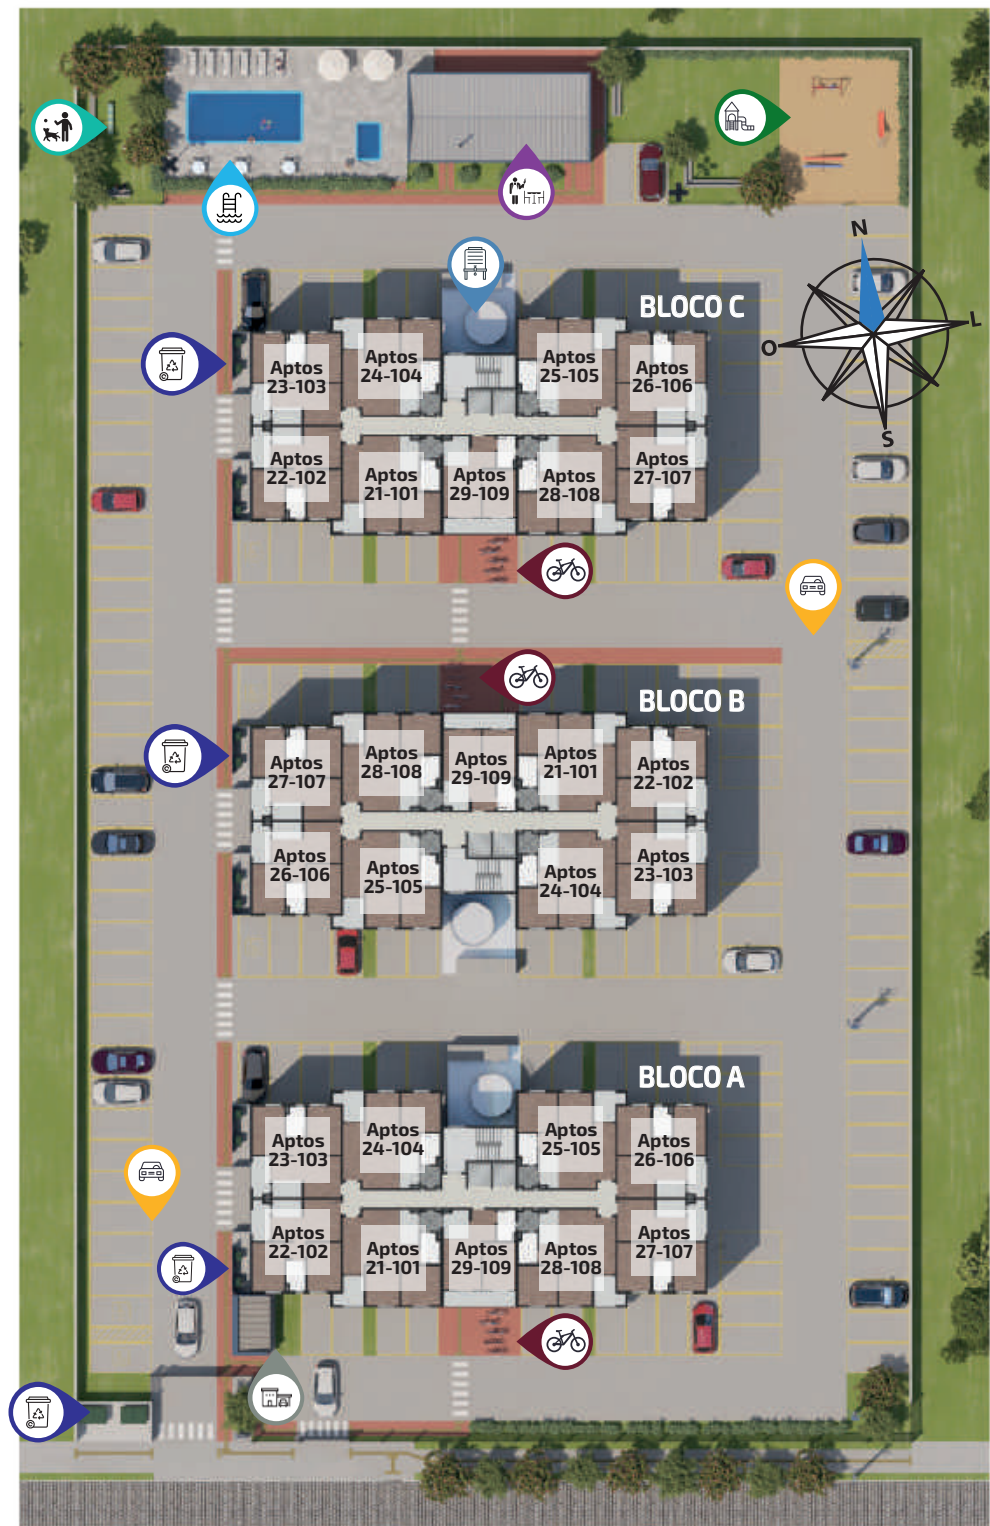 N
BLOCO C
L
O
S
Aptos
23-103
Aptos
24-104
Aptos
25-105
Aptos
26-106
Aptos
22-102
Aptos
21-101
Aptos
29-109
Aptos
28-108
Aptos
27-107
BLOCO B
Aptos
27-107
Aptos
28-108
Aptos
29-109
Aptos
21-101
Aptos
22-102
Aptos
26-106
Aptos
25-105
Aptos
24-104
Aptos
23-103
BLOCO A
Aptos
23-103
Aptos
24-104
Aptos
25-105
Aptos
26-106
Aptos
22-102
Aptos
21-101
Aptos
29-109
Aptos
28-108
Aptos
27-107